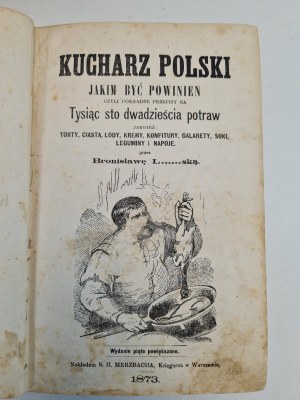 KUCHARZ POLSKI
JAKIM BYĆ POWINIEN
CZYLI DOKŁADNE PRZEPISY NA
Tysiąc sto dwadzieścia potraw
JAKOTÉŻ:
TORTY, CIASTA, LODY, KREMY, KONFITURY, GALARETY, SOKI,
LEGUMINY i NAPOJE.
przez
Bronisławę L.......ską.
Wydanie piąte powiększone.
Nakładem S. H. MERZBACHA, Księgarza w Warszawie.
1873.